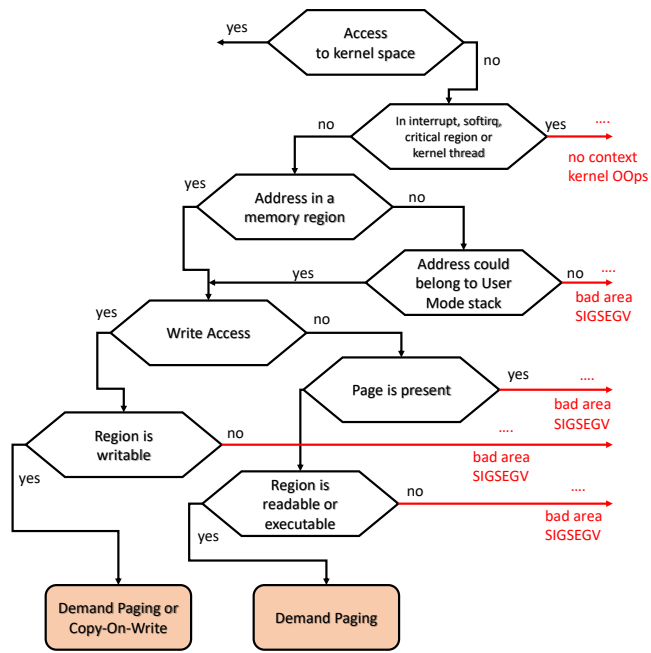 yes
Access
to kernel space
no
In interrupt, softirq,
critical region or
kernel thread
no
yes
....
no context
kernel OOps
yes
Address in a
memory region
no
yes
Address could
belong to User
Mode stack
no
....
bad area
SIGSEGV
yes
Write Access
no
Page is present
yes
....
bad area
SIGSEGV
Region is
writable
no
....
bad area
SIGSEGV
yes
Region is
readable or
executable
no
....
bad area
SIGSEGV
yes
Demand Paging or
Copy-On-Write
Demand Paging